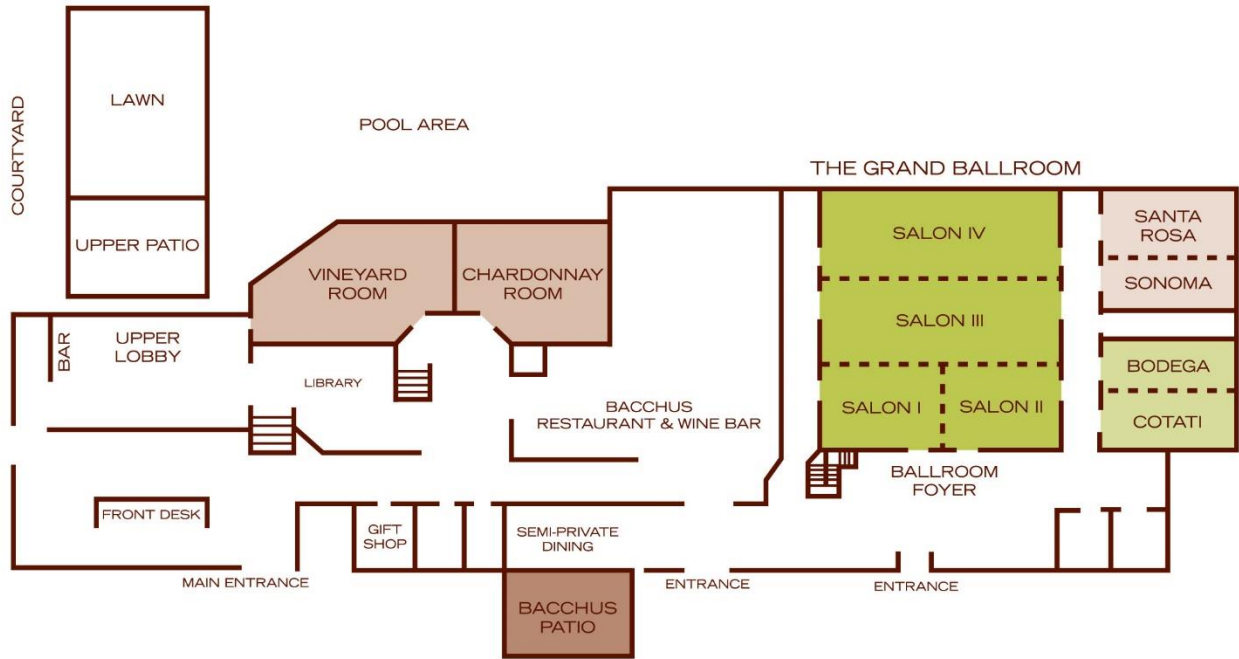 COURTYARD
LAWN
UPPER PATIO
POOL AREA
THE GRAND BALLROOM
SALON IV
SALON III
SALON I
SALON II
SANTA
ROSA
SONOMA
BODEGA
COTATI
VINEYARD
ROOM
CHARDONNAY
ROOM
BAR
UPPER
LOBBY
LIBRARY
BACCHUS
RESTAURANT & WINE BAR
BALLROOM
FOYER
FRONT DESK
GIFT
SHOP
SEMI-PRIVATE
DINING
MAIN ENTRANCE
BACCHUS
PATIO
ENTRANCE
ENTRANCE